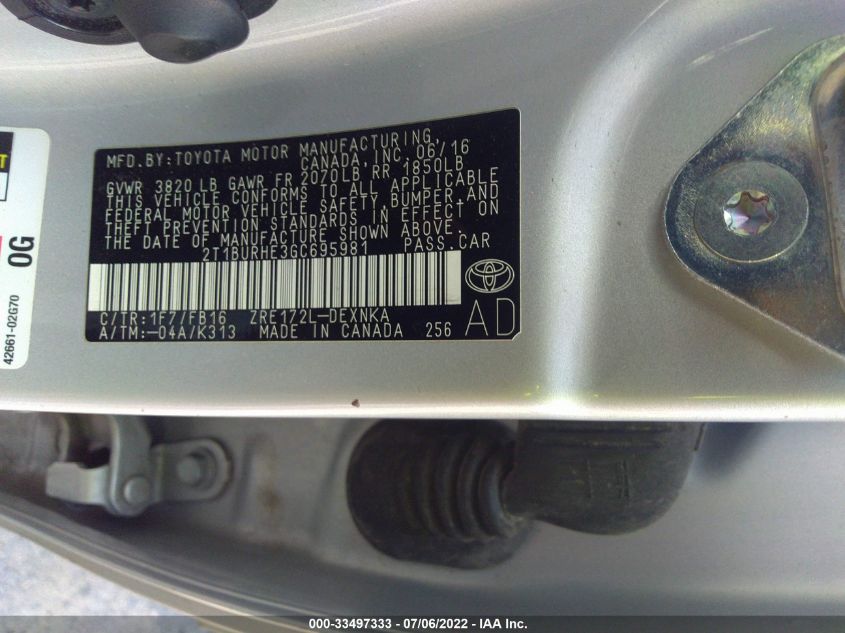 MFD.BY:TOYOTA MOTOR MANUFACTURING,
CANADA, INC. 06/16
GVWR 3820 LB GAWR FR 2070LB RR 1850LB
THIS VEHICLE CONFORMS TO ALL APPLICABLE
FEDERAL MOTOR VEHICLE SAFETY, BUMPER, AND
THEFT PREVENTION STANDARDS IN EFFECT ON
THE DATE OF MANUFACTURE SHOWN ABOVE.
2T1BURHE3GC695981 PASS.CAR
C/TR:1F7/FB16 ZRE172L-DEXNKA
A/TM:-04A/K313 MADE IN CANADA 256
AD
0G
42661-02G70
000-33497333 - 07/06/2022 - IAA Inc.